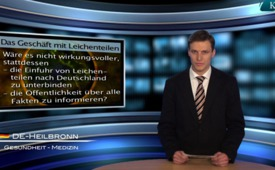 K
Das Geschäft mit Leichenteilen
Wäre es nicht wirkungsvoller,
stattdessen
- die Einfuhr von Leichen-
teilen nach Deutschland
zu unterbinden
- die Öffentlichkeit über alle
Fakten zu informieren?
DE-Heilbronn
Gesundheit - Medizin